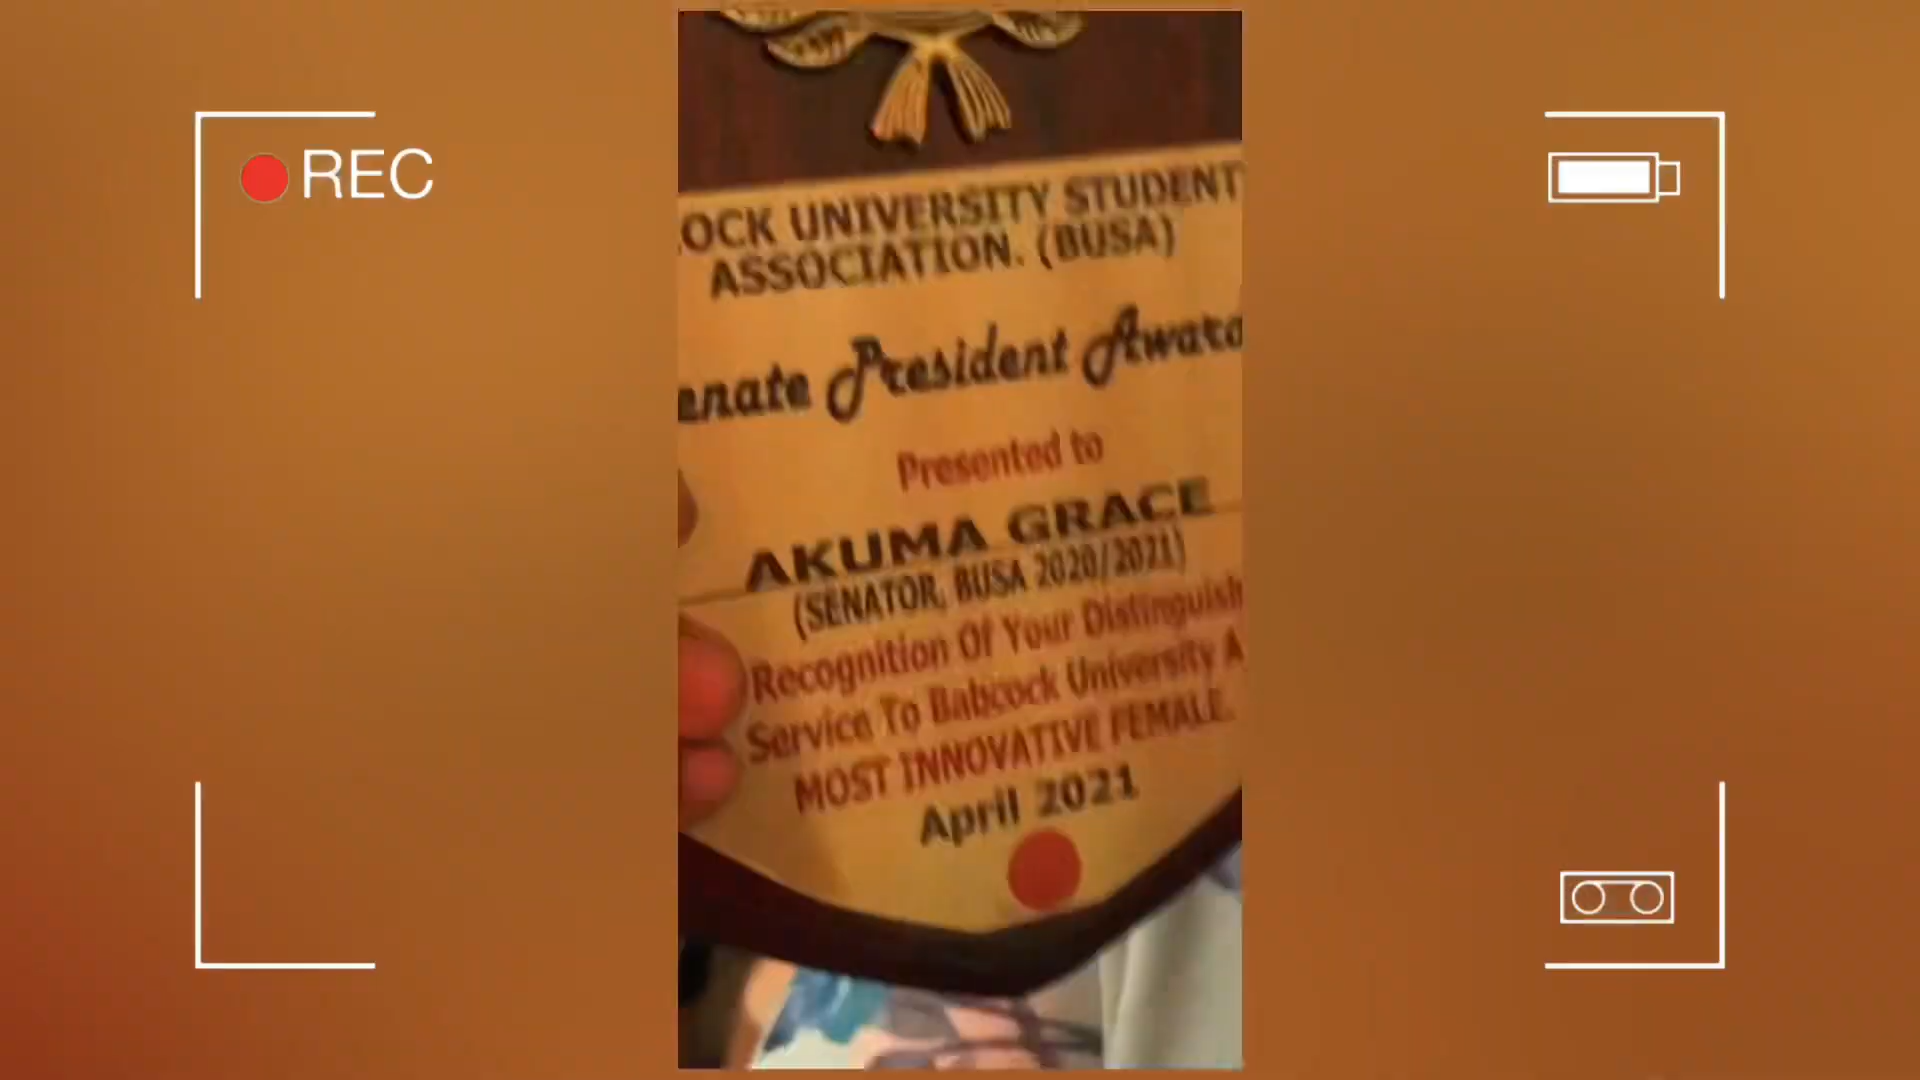 REC
OCK UNIVERSITY STUDENT
ASSOCIATION. (BUSA)
enate President Award
Presented to
AKUMA GRACE
(SENATOR, BUSA 2020/2021)
Recognition Of Your Distinguish
Service To Babcock University A
MOST INNOVATIVE FEMALE.
April 2021